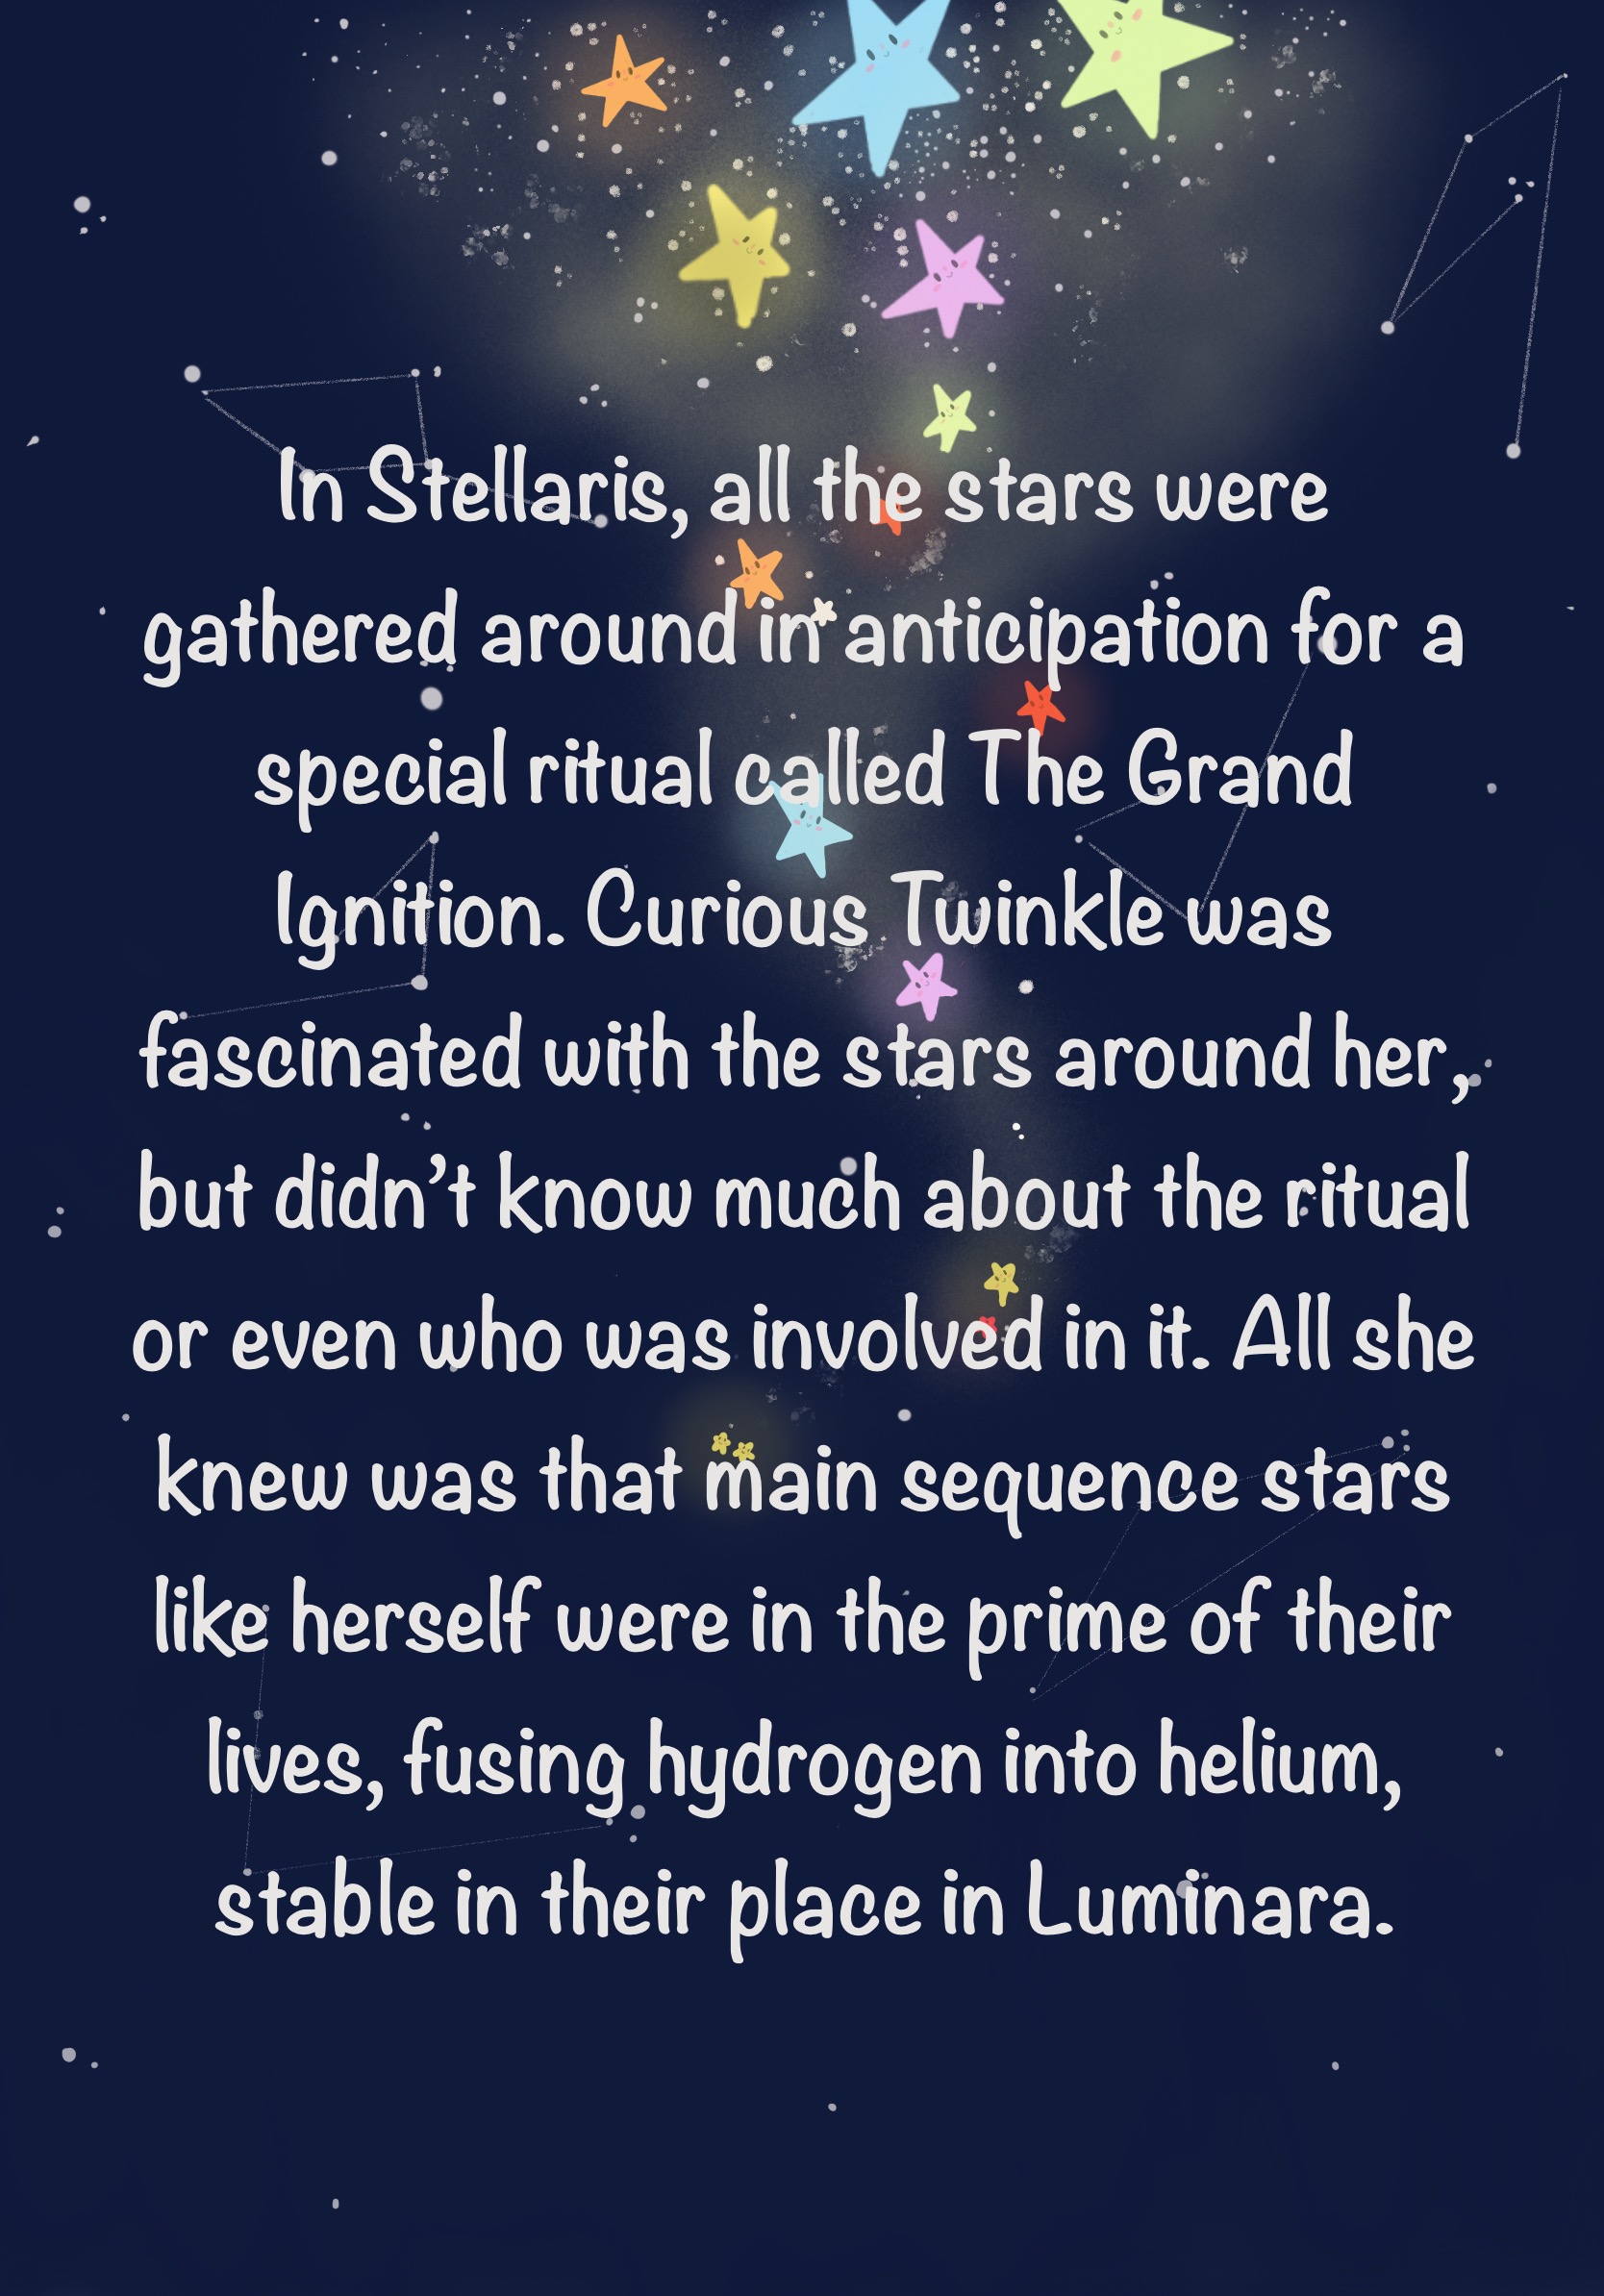 In Stellaris, all the stars were
gathered around in anticipation for a
special ritual called The Grand
Ignition. Curious Twinkle was
fascinated with the stars around her,
but didn’t know much about the ritual
or even who was involved in it. All she
knew was that main sequence stars
like herself were in the prime of their
lives, fusing hydrogen into helium,
stable in their place in Luminara.